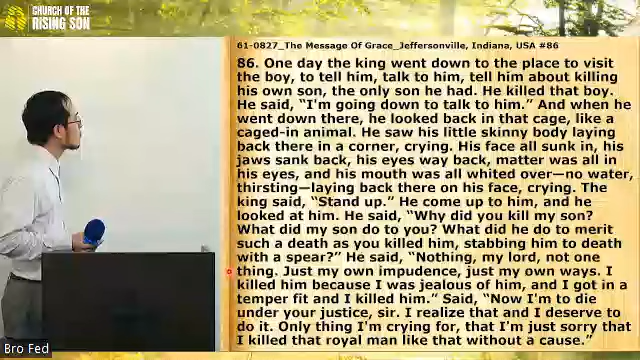 CHURCH OF THE
RISING SON
61-0827_The Message Of Grace_Jeffersonville, Indiana, USA #86
86. One day the king went down to the place to visit
the boy, to tell him, talk to him, tell him about killing
his own son, the only son he had. He killed that boy.
He said, “I'm going down to talk to him.” And when he
went down there, he looked back in that cage, like a
caged-in animal. He saw his little skinny body laying
back there in a corner, crying. His face all sunk in, his
jaws sank back, his eyes way back, matter was all in
his eyes, and his mouth was all whited over—no water,
thirsting—laying back there on his face, crying. The
king said, “Stand up.” He come up to him, and he
looked at him. He said, “Why did you kill my son?
What did my son do to you? What did he do to merit
such a death as you killed him, stabbing him to death
with a spear?” He said, “Nothing, my lord, not one
thing. Just my own impudence, just my own ways. I
killed him because I was jealous of him, and I got in a
temper fit and I killed him.” Said, “Now I'm to die
under your justice, sir. I realize that and I deserve to
do it. Only thing I'm crying for, that I'm just sorry that
I killed that royal man like that without a cause.”
Bro Fed